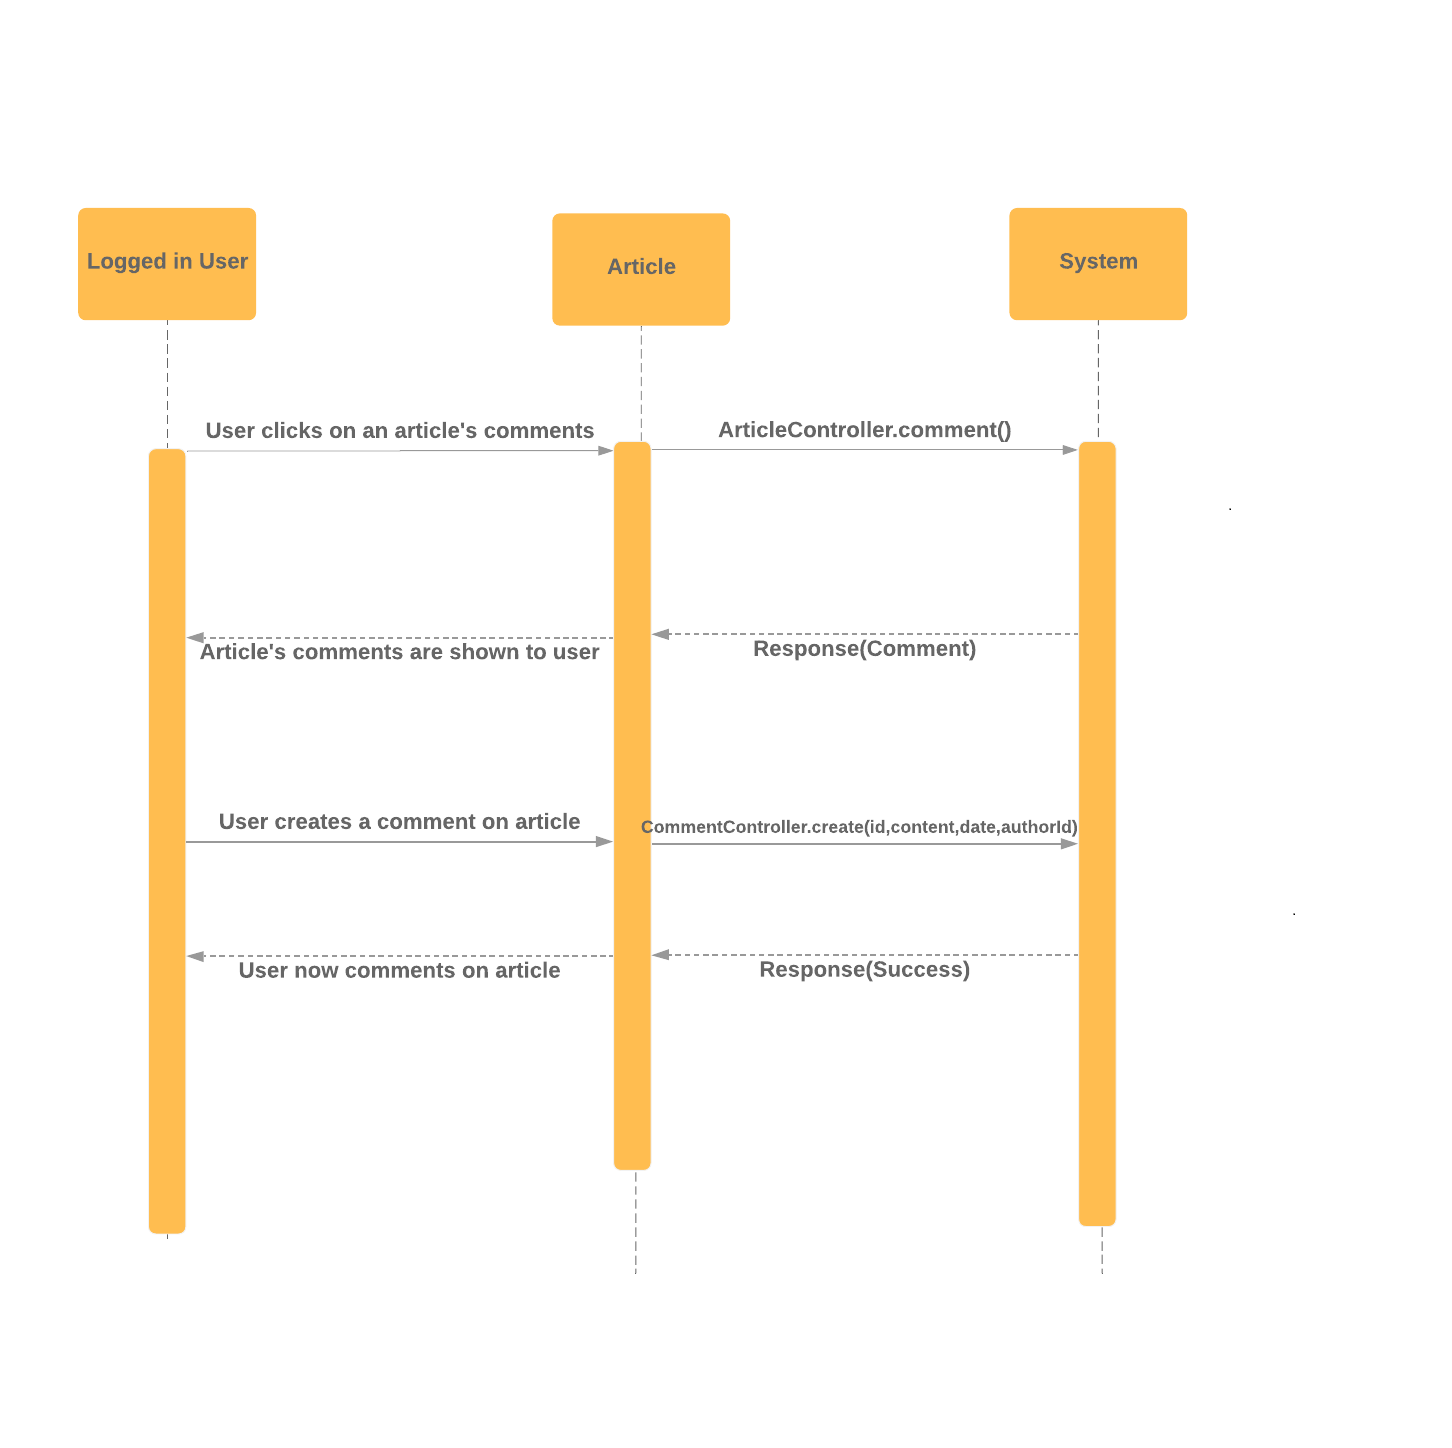 Logged in User
Article
System
User clicks on an article's comments
ArticleController.comment()
Article's comments are shown to user
Response(Comment)
User creates a comment on article
CommentController.create(id,content,date,authorId)
User now comments on article
Response(Success)